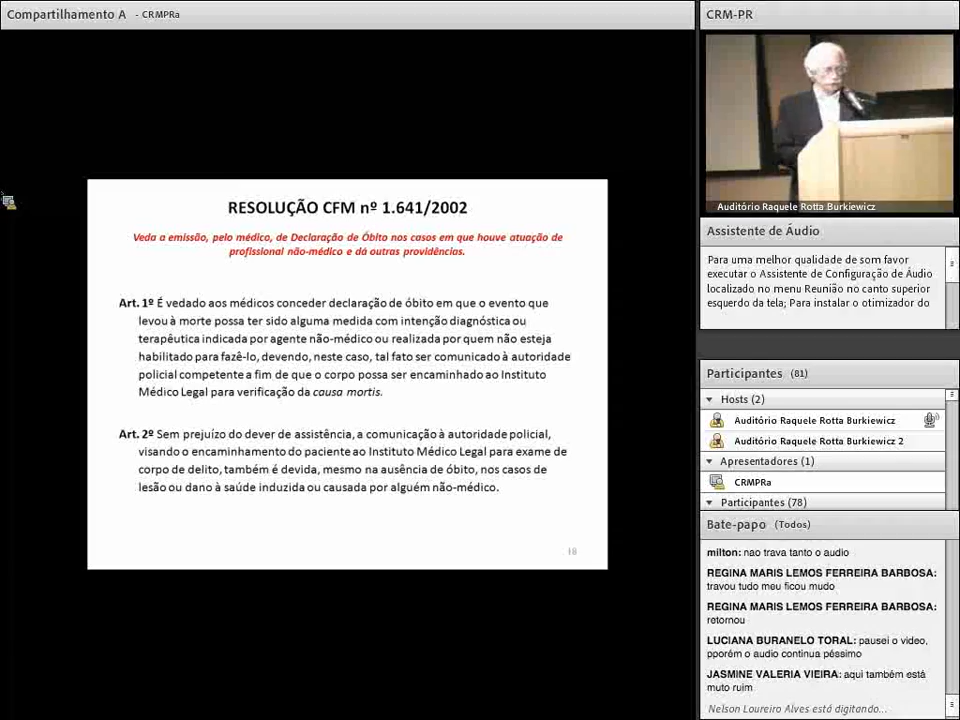 Compartilhamento A - CRMPRa
RESOLUÇÃO CFM nº 1.641/2002
Veda a emissão, pelo médico, de Declaração de Óbito nos casos em que houve atuação de
profissional não-médico e dá outras providências.
Art. 1º É vedado aos médicos conceder declaração de óbito em que o evento que
levou à morte possa ter sido alguma medida com intenção diagnóstica ou
terapêutica indicada por agente não-médico ou realizada por quem não esteja
habilitado para fazê-lo, devendo, neste caso, tal fato ser comunicado à autoridade
policial competente a fim de que o corpo possa ser encaminhado ao Instituto
Médico Legal para verificação da causa mortis.
Art. 2º Sem prejuízo do dever de assistência, a comunicação à autoridade policial,
visando o encaminhamento do paciente ao Instituto Médico Legal para exame de
corpo de delito, também é devida, mesmo na ausência de óbito, nos casos de
lesão ou dano à saúde induzida ou causada por alguém não-médico.
18
CRM-PR
Auditório Raquele Rotta Burkiewicz
Assistente de Áudio
Para uma melhor qualidade de som favor
executar o Assistente de Configuração de Áudio
localizado no menu Reunião no canto superior
esquerdo da tela; Para instalar o otimizador do
Participantes (81)
Hosts (2)
Auditório Raquele Rotta Burkiewicz
Auditório Raquele Rotta Burkiewicz 2
Apresentadores (1)
CRMPRa
Participantes (78)
Bate-papo (Todos)
milton: nao trava tanto o audio
REGINA MARIS LEMOS FERREIRA BARBOSA:
travou tudo meu ficou mudo
REGINA MARIS LEMOS FERREIRA BARBOSA:
retornou
LUCIANA BURANELO TORAL: pausei o video,
pporém o audio continua péssimo
JASMINE VALERIA VIEIRA: aqui também está
muto ruim
Nelson Loureiro Alves está digitando...